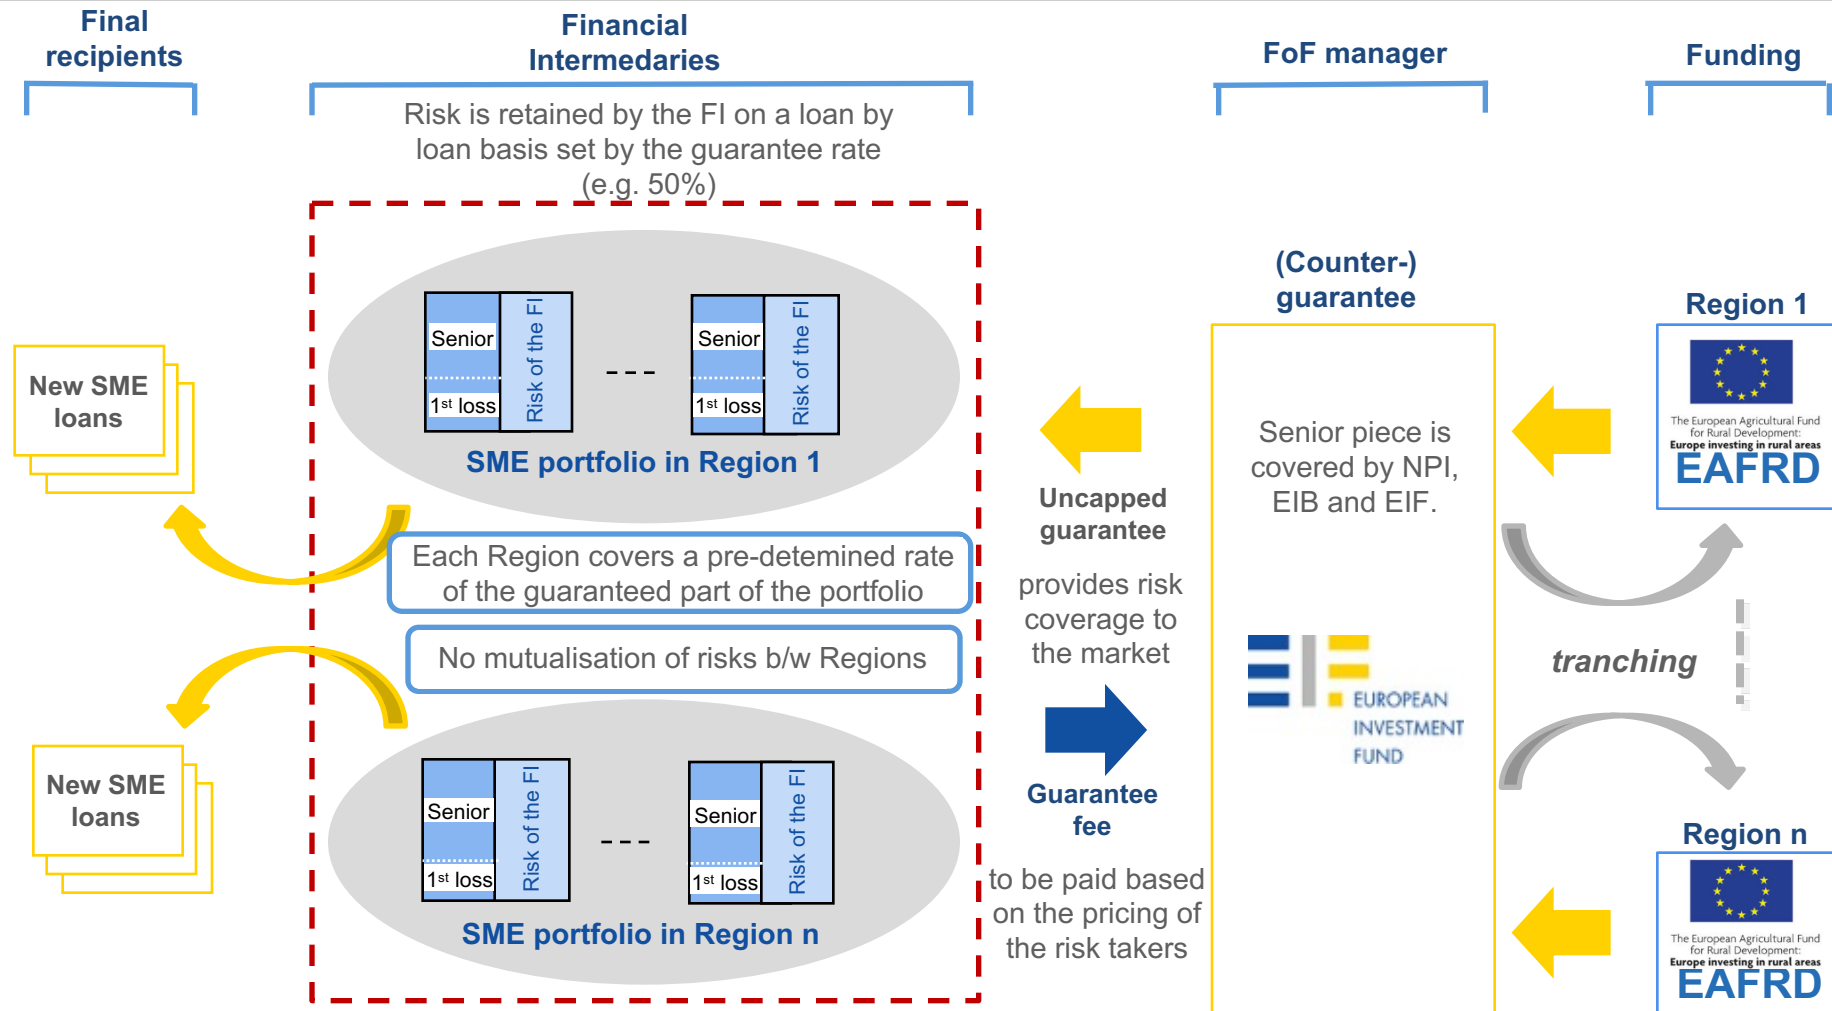 Final
recipients
Financial
Intermedaries
FoF manager
Funding
Risk is retained by the FI on a loan by
loan basis set by the guarantee rate
(e.g. 50%)
New SME
loans
Senior
1st loss
Risk of the FI
- - -
Senior
1st loss
Risk of the FI
SME portfolio in Region 1
Each Region covers a pre-detemined rate
of the guaranteed part of the portfolio
No mutualisation of risks b/w Regions
New SME
loans
Senior
1st loss
Risk of the FI
- - -
Senior
1st loss
Risk of the FI
SME portfolio in Region n
Uncapped
guarantee
provides risk
coverage to
the market
Guarantee
fee
to be paid based
on the pricing of
the risk takers
(Counter-)
guarantee
Senior piece is
covered by NPI,
EIB and EIF.
EIF
EUROPEAN
INVESTMENT
FUND
Region 1
The European Agricultural Fund
for Rural Development:
Europe investing in rural areas
EAFRD
tranching
Region n
The European Agricultural Fund
for Rural Development:
Europe investing in rural areas
EAFRD